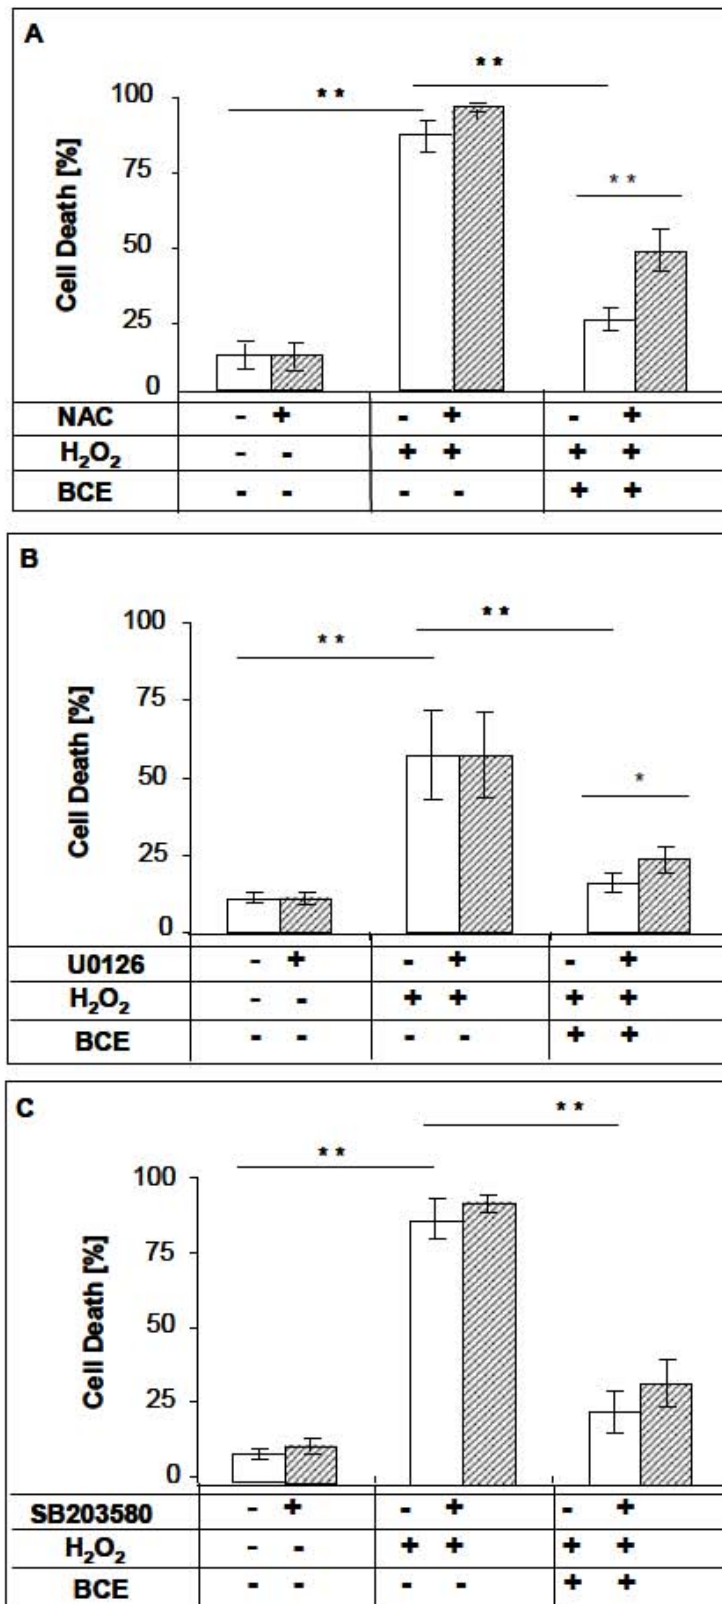 A
* *
* *
100
75
* *
50
25
0
Cell Death [%]
NAC - + - + - +
H₂O₂ - - + + + +
BCE - - - - + +
B
100
* *
* *
75
50
*
25
0
Cell Death [%]
U0126 - + - + - +
H₂O₂ - - + + + +
BCE - - - - + +
C
* *
* *
100
75
50
25
0
Cell Death [%]
SB203580 - + - + - +
H₂O₂ - - + + + +
BCE - - - - + +